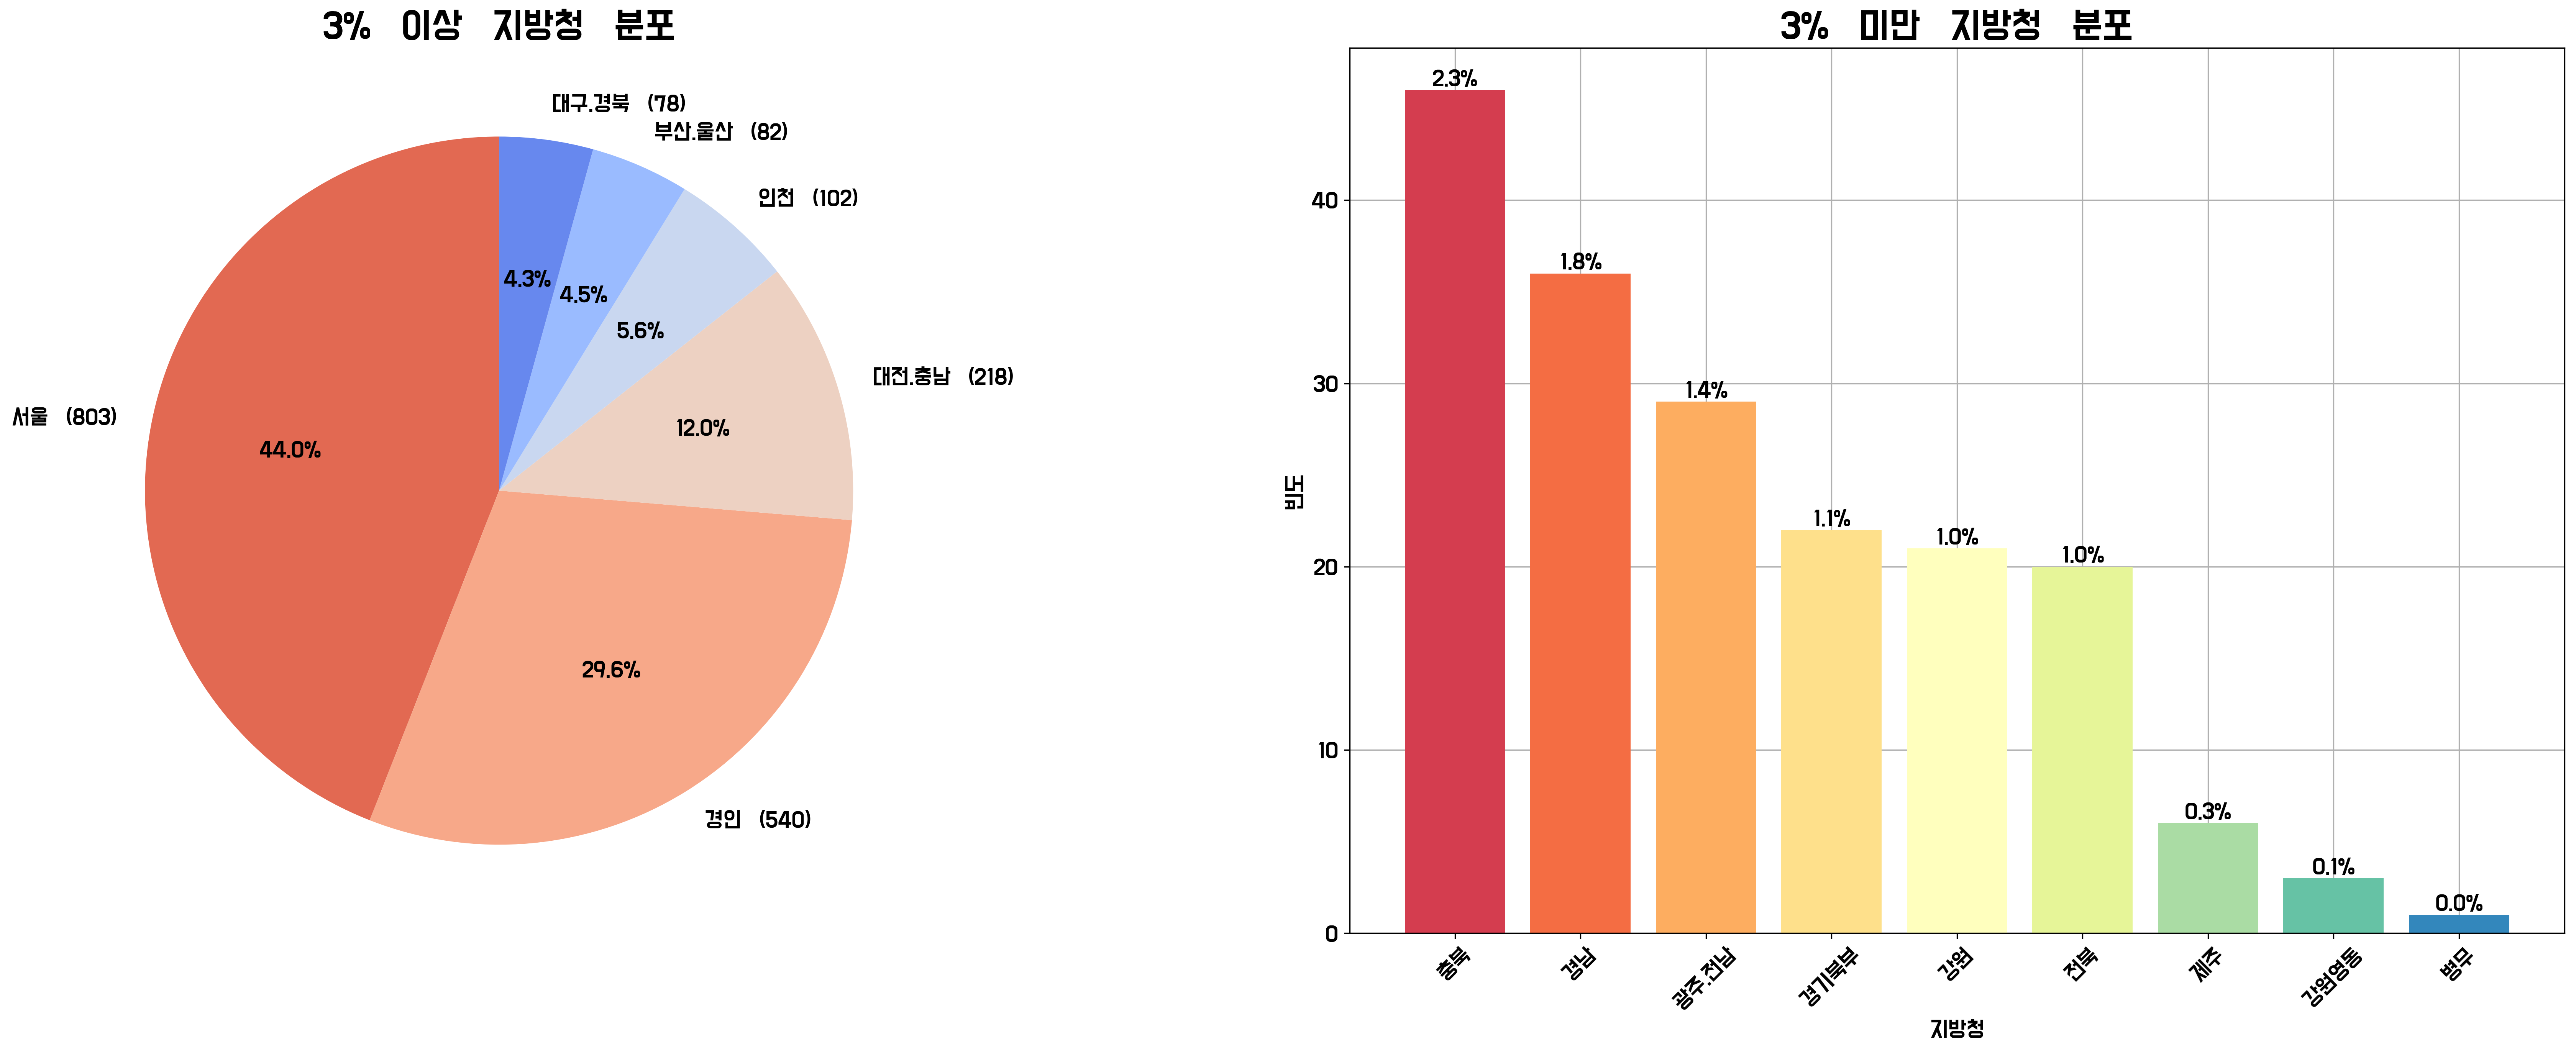 3% 이상 지방청 분포
대구.경북 (78)
부산.울산 (82)
인천 (102)
대전.충남 (218)
서울 (803)
경인 (540)
4.3%
4.5%
5.6%
12.0%
44.0%
29.6%
3% 미만 지방청 분포
빈도
40
30
20
10
0
2.3%
1.8%
1.4%
1.1%
1.0%
1.0%
0.3%
0.1%
0.0%
충북
경남
광주.전남
경기북부
강원
전북
제주
강원영동
병무
지방청